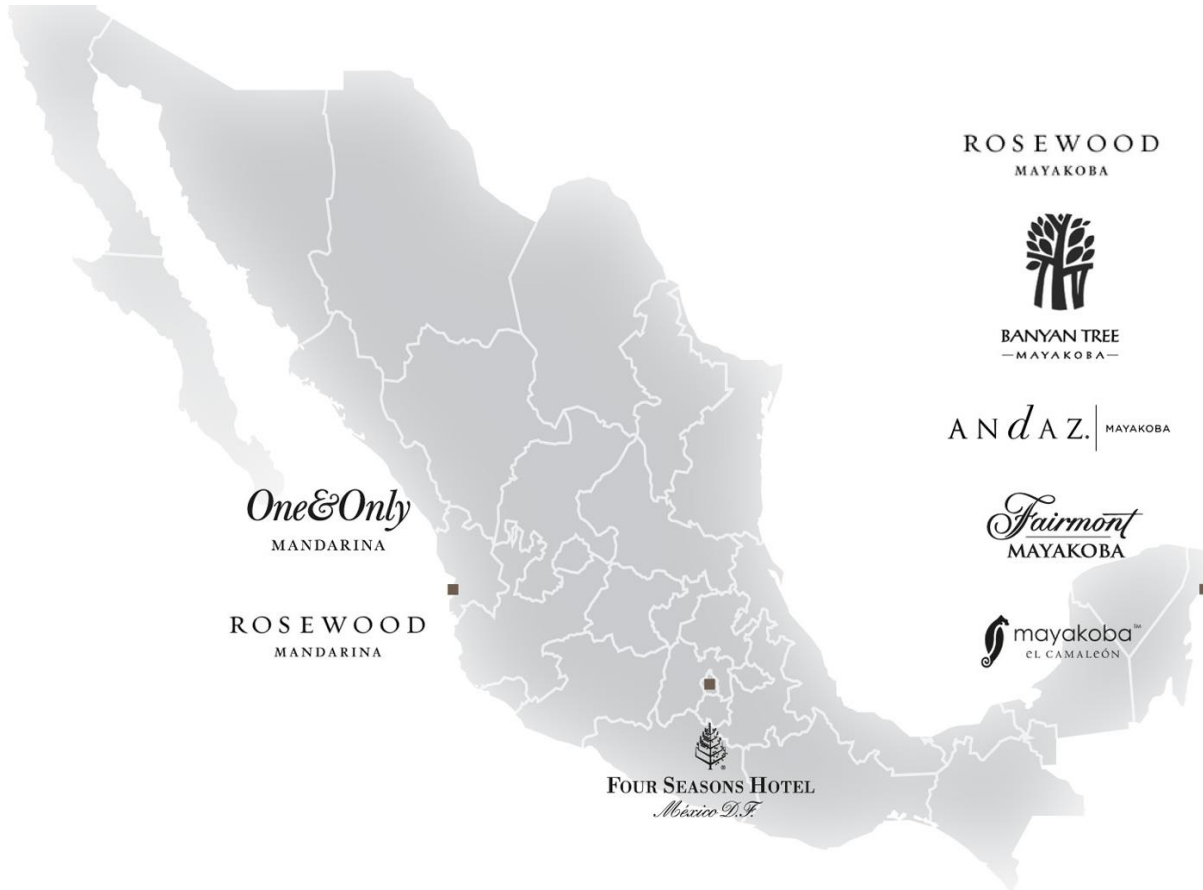 ROSEWOOD
MAYAKOBA
BANYAN TREE
—MAYAKOBA—
ANdAZ. | MAYAKOBA
One&Only
MANDARINA
Fairmont
MAYAKOBA
ROSEWOOD
MANDARINA
mayakoba™
eL CAMALEÓN
FOUR SEASONS HOTEL
México D.F.